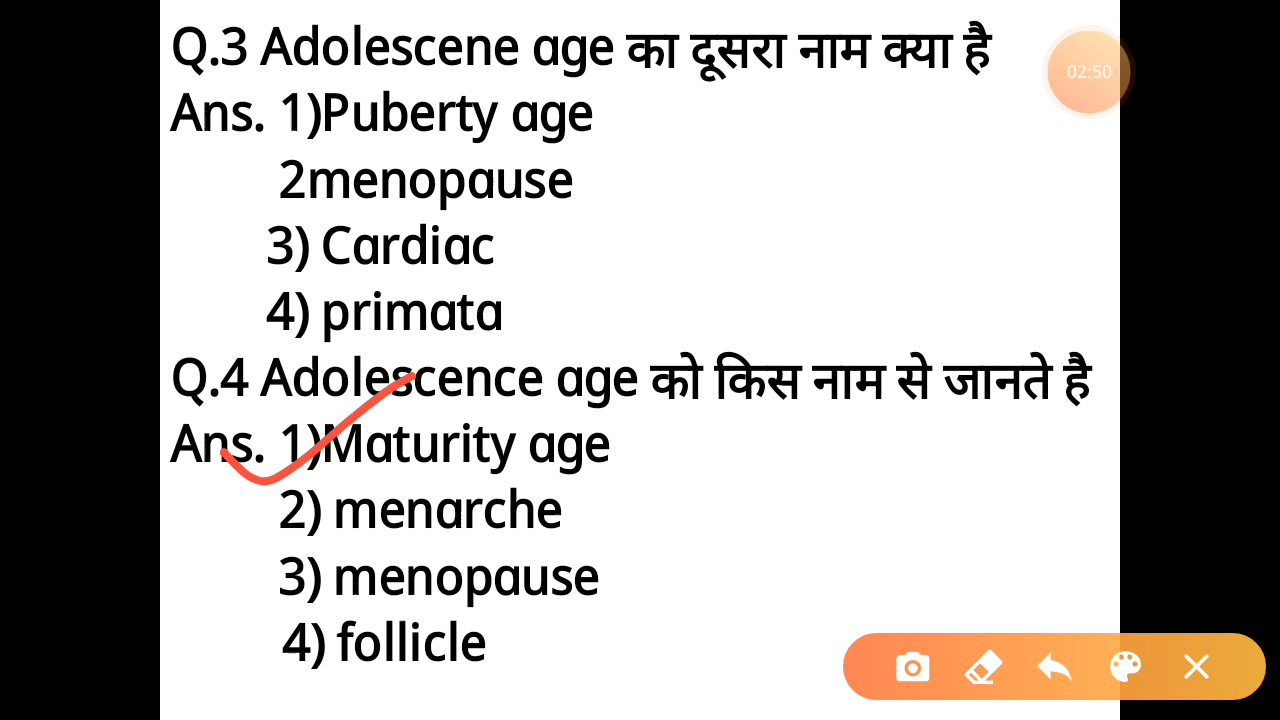 Q.3 Adolescene age का दूसरा नाम क्या है
02:50
Ans. 1)Puberty age
2menopause
3) Cardiac
4) primata
Q.4 Adolescence age को किस नाम से जानते है
Ans. 1)Maturity age
2) menarche
3) menopause
4) follicle